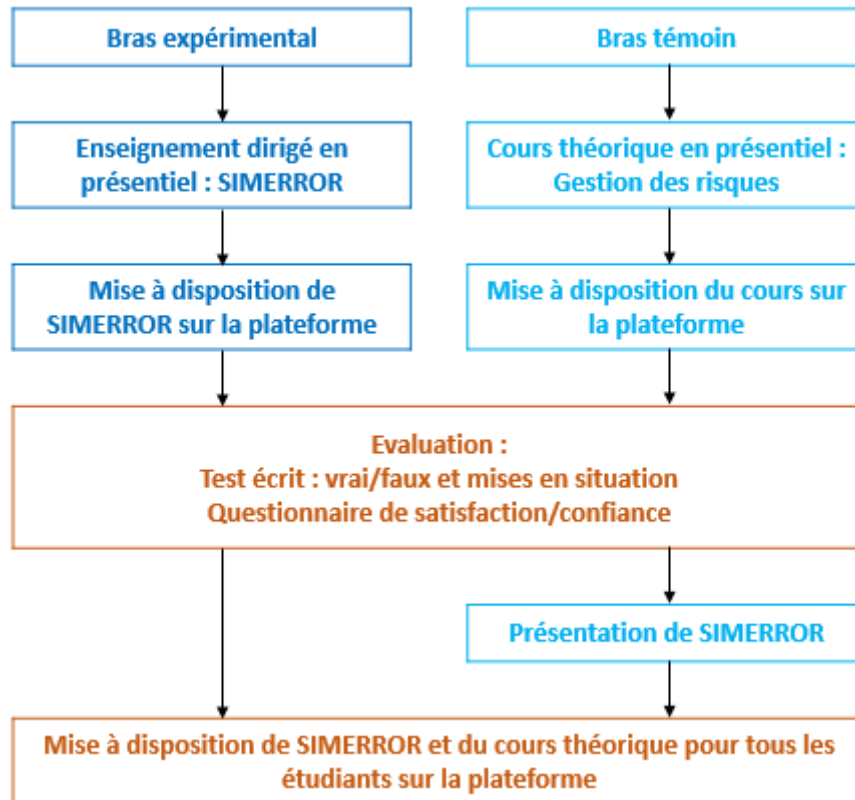 Bras expérimental
Bras témoin
Enseignement dirigé en
présentiel : SIMERROR
Cours théorique en présentiel :
Gestion des risques
Mise à disposition de
SIMERROR sur la plateforme
Mise à disposition du cours sur
la plateforme
Evaluation :
Test écrit : vrai/faux et mises en situation
Questionnaire de satisfaction/confiance
Présentation de SIMERROR
Mise à disposition de SIMERROR et du cours théorique pour tous les
étudiants sur la plateforme